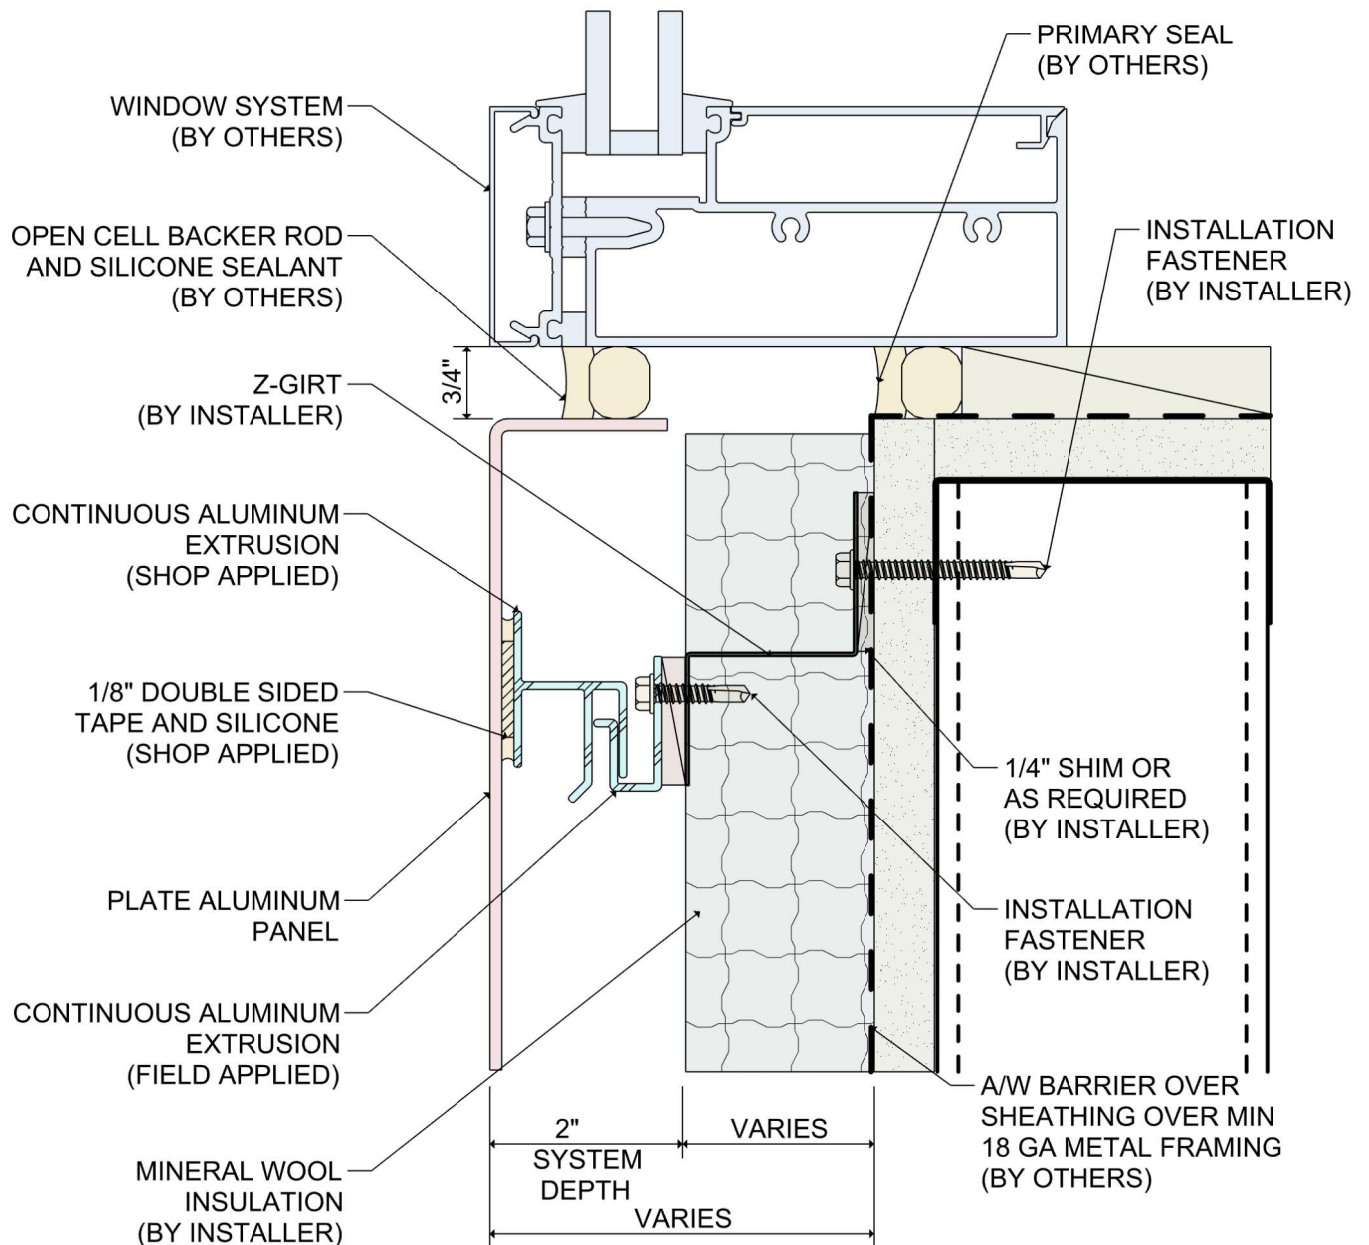 PRIMARY SEAL
(BY OTHERS)
WINDOW SYSTEM
(BY OTHERS)
OPEN CELL BACKER ROD
AND SILICONE SEALANT
(BY OTHERS)
INSTALLATION
FASTENER
(BY INSTALLER)
3/4"
Z-GIRT
(BY INSTALLER)
CONTINUOUS ALUMINUM
EXTRUSION
(SHOP APPLIED)
1/8" DOUBLE SIDED
TAPE AND SILICONE
(SHOP APPLIED)
1/4" SHIM OR
AS REQUIRED
(BY INSTALLER)
PLATE ALUMINUM
PANEL
INSTALLATION
FASTENER
(BY INSTALLER)
CONTINUOUS ALUMINUM
EXTRUSION
(FIELD APPLIED)
A/W BARRIER OVER
SHEATHING OVER MIN
18 GA METAL FRAMING
(BY OTHERS)
2"
SYSTEM
DEPTH
VARIES
MINERAL WOOL
INSULATION
(BY INSTALLER)
VARIES